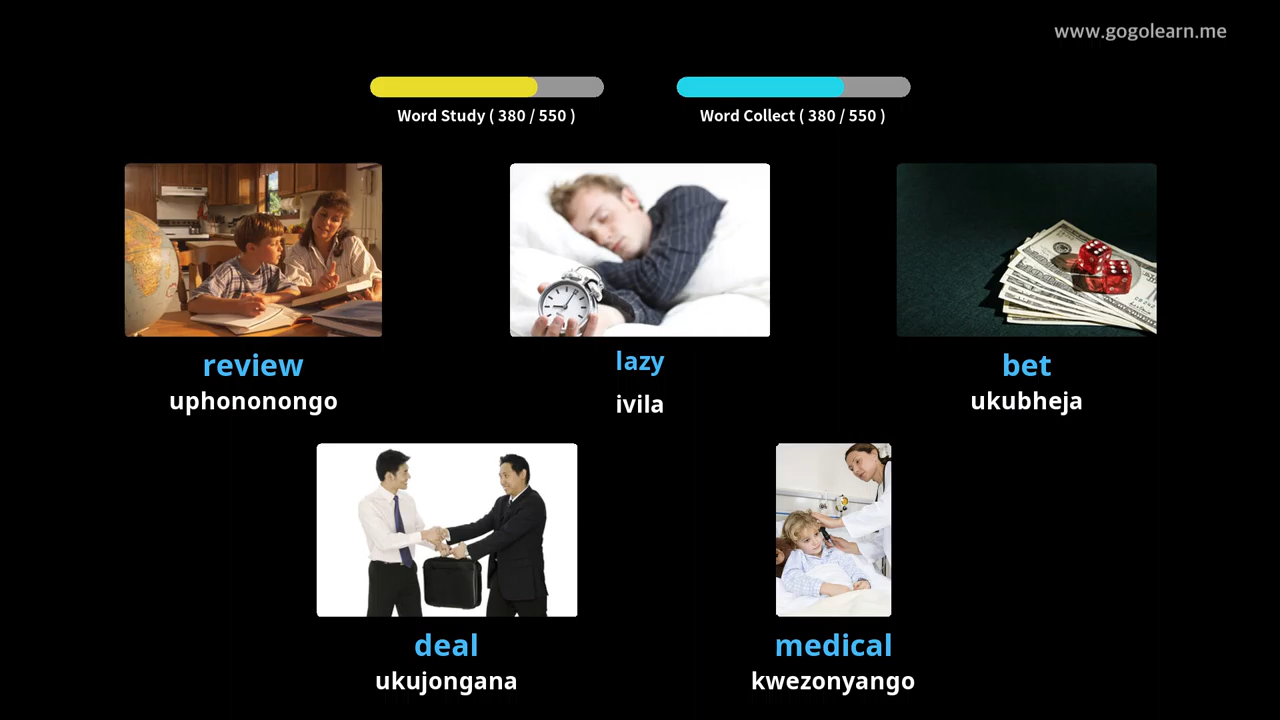 www.gogolearn.me
Word Study ( 380 / 550 )
Word Collect ( 380 / 550 )
review
uphononongo
lazy
ivila
bet
ukubheja
deal
ukujongana
medical
kwezonyango